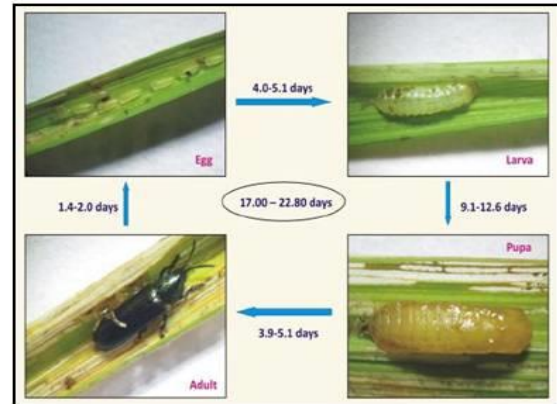 4.0-5.1 days
Egg
Larva
1.4-2.0 days
17.00 – 22.80 days
9.1-12.6 days
Pupa
3.9-5.1 days
Adult